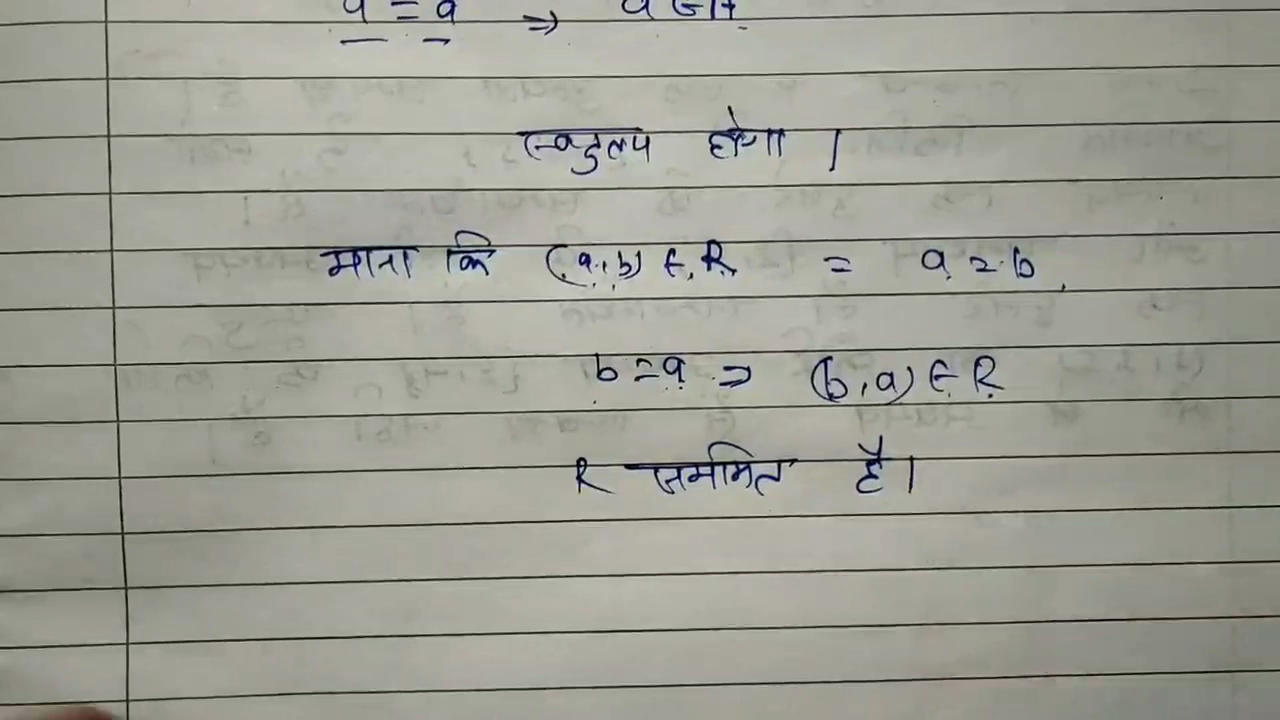 a = a ⇒ a
स्वतुल्य होगा ।
माना कि (a, b) ∈ R = a = b
b = a ⇒ (b, a) ∈ R
R सममित है।